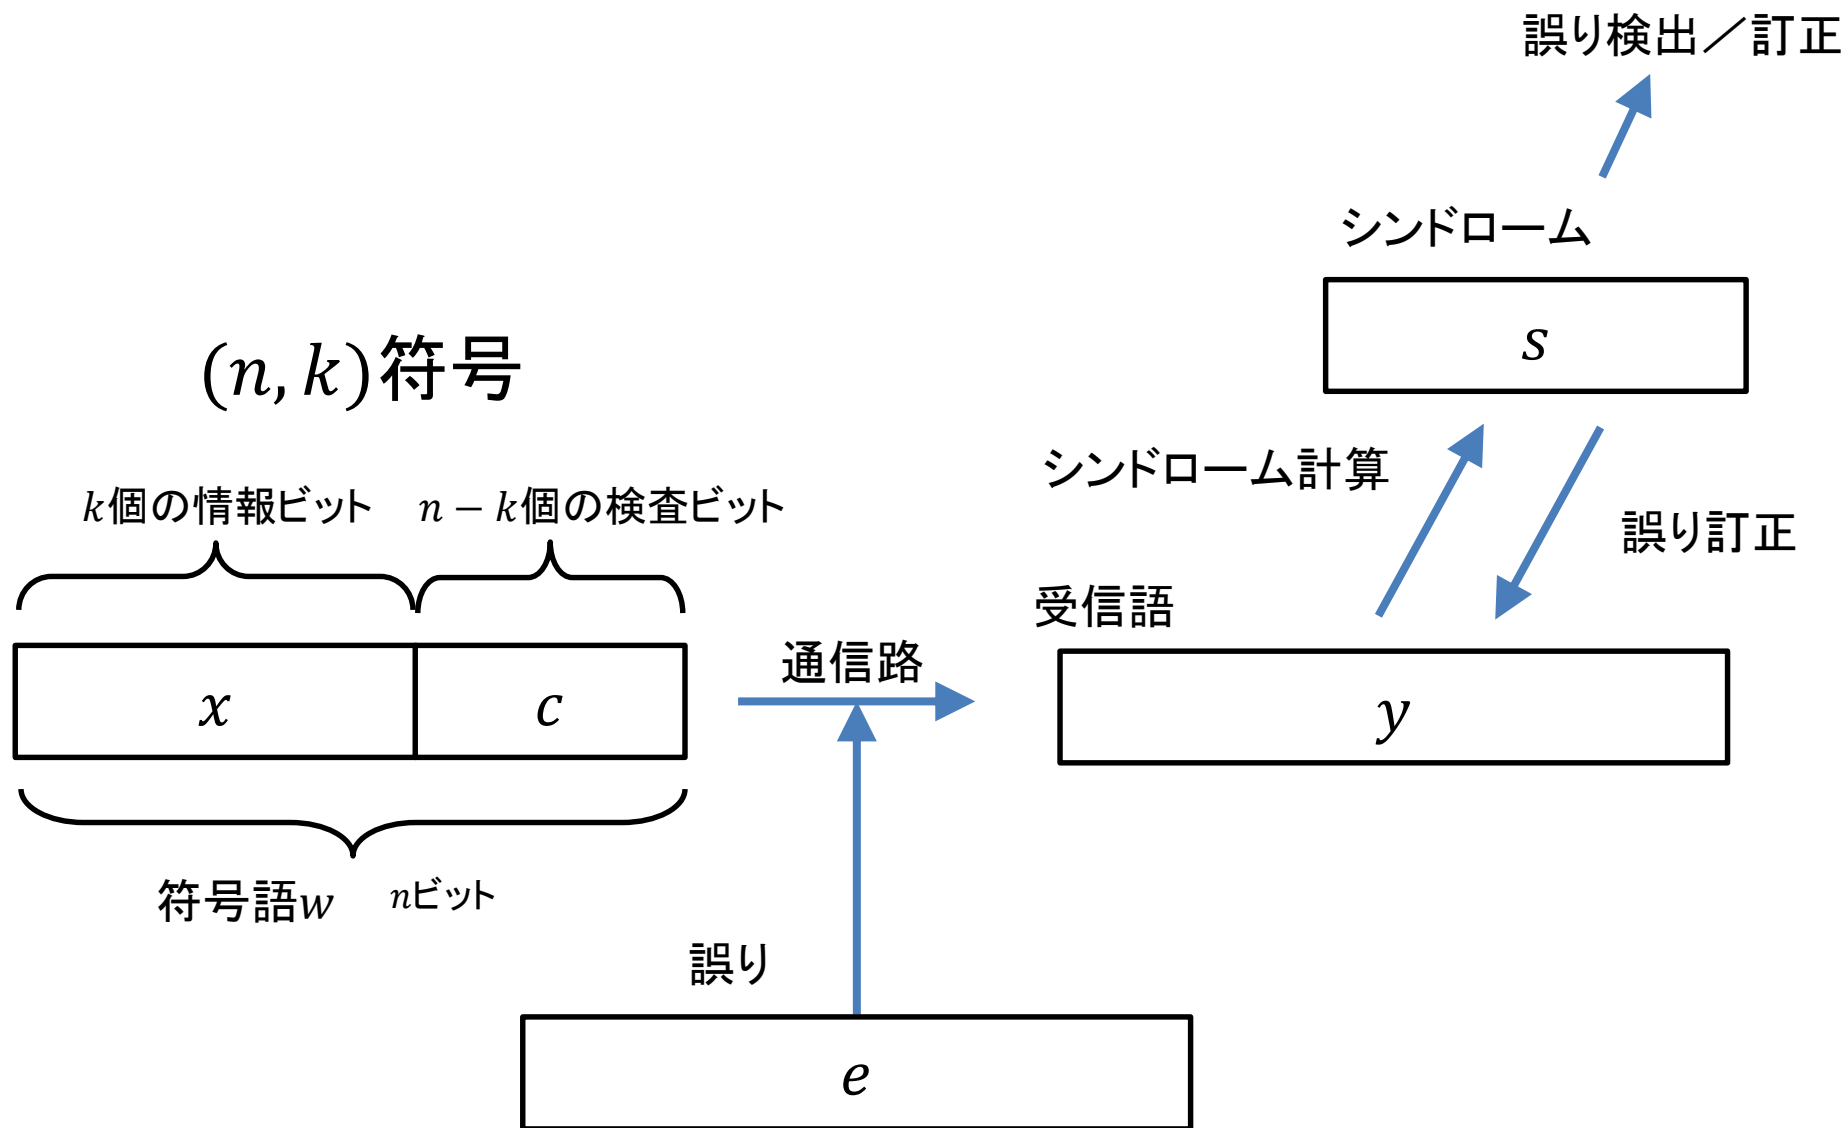 誤り検出／訂正
シンドローム
s
(n, k)符号
シンドローム計算
k個の情報ビット
n − k個の検査ビット
誤り訂正
受信語
通信路
x
c
y
符号語w
nビット
誤り
e